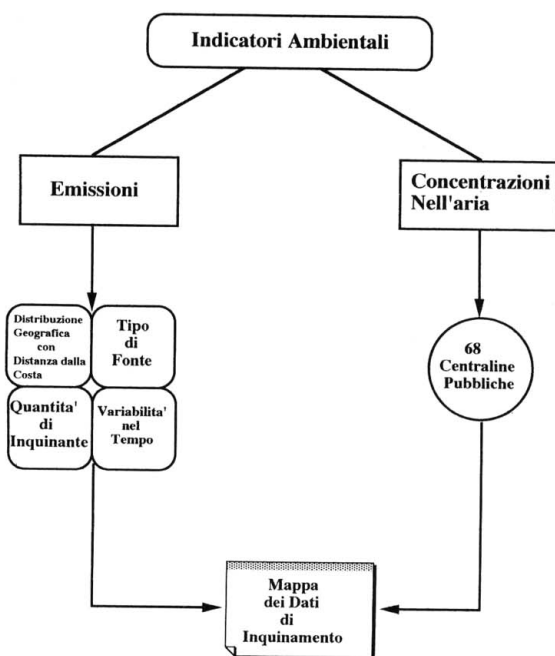 Indicatori Ambientali
Emissioni
Concentrazioni
Nell'aria
Distribuzione
Geografica
con
Distanza dalla
Costa
Tipo
di
Fonte
Quantita'
di
Inquinante
Variabilita'
nel
Tempo
68
Centraline
Pubbliche
Mappa
dei Dati
di
Inquinamento